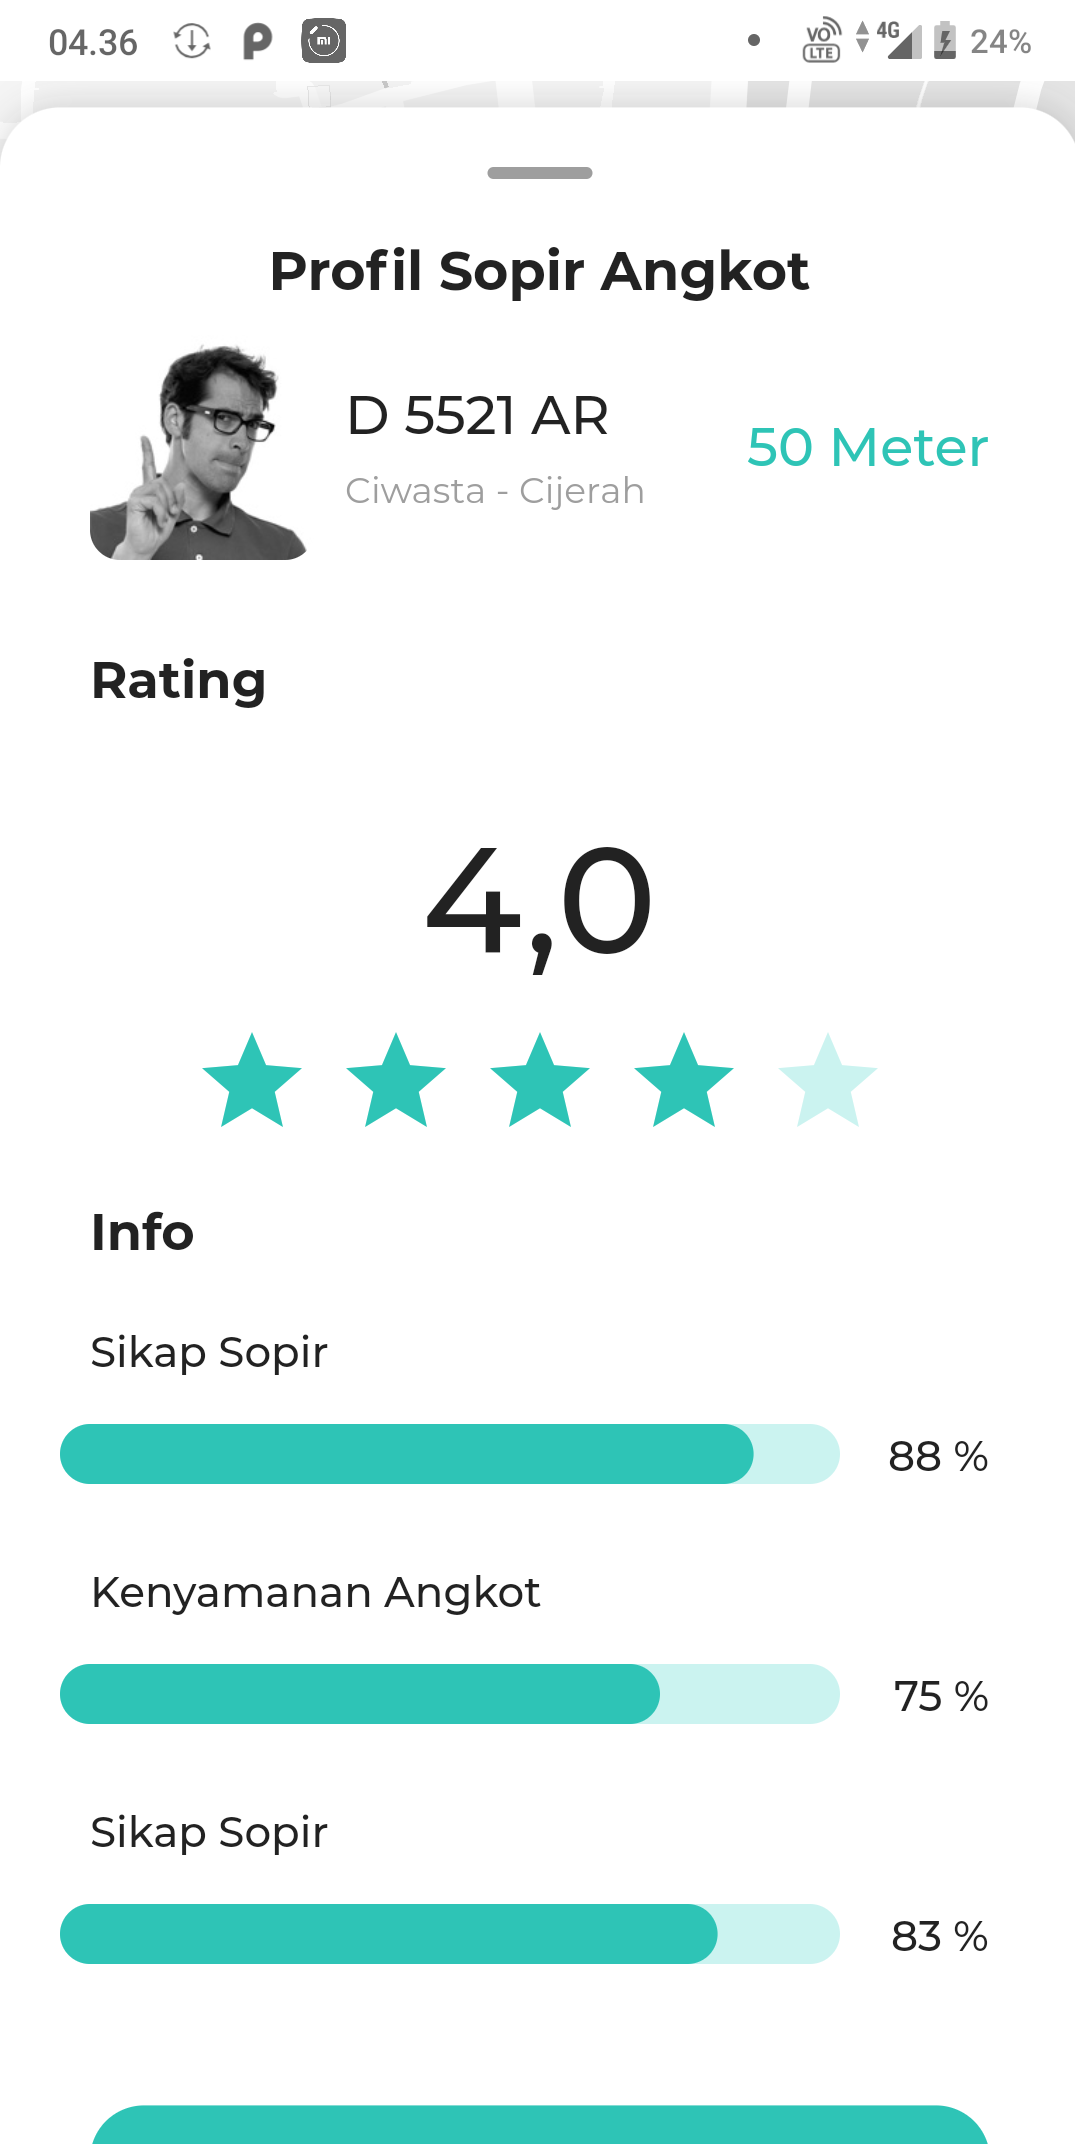 04.36
VO LTE 4G 24%
Profil Sopir Angkot
D 5521 AR
Ciwasta - Cijerah
50 Meter
Rating
4,0
Info
Sikap Sopir
88 %
Kenyamanan Angkot
75 %
Sikap Sopir
83 %